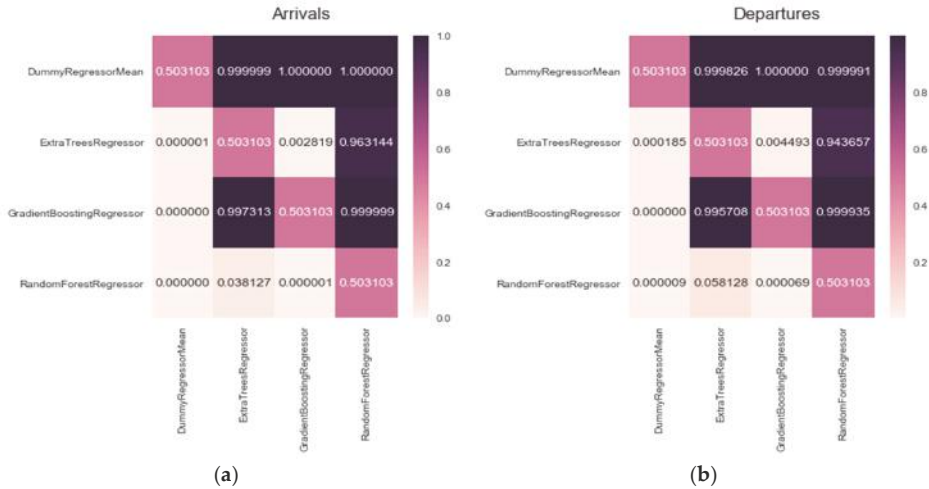 Arrivals
DummyRegressorMean 0.503103 0.999999 1.000000 1.000000
ExtraTreesRegressor 0.000001 0.503103 0.002819 0.963144
GradientBoostingRegressor 0.000000 0.997313 0.503103 0.999999
RandomForestRegressor 0.000000 0.038127 0.000001 0.503103
DummyRegressorMean
ExtraTreesRegressor
GradientBoostingRegressor
RandomForestRegressor
1.0
0.8
0.6
0.4
0.2
0.0
(a)
Departures
DummyRegressorMean 0.503103 0.999826 1.000000 0.999991
ExtraTreesRegressor 0.000185 0.503103 0.004493 0.943657
GradientBoostingRegressor 0.000000 0.995708 0.503103 0.999935
RandomForestRegressor 0.000009 0.058128 0.000069 0.503103
DummyRegressorMean
ExtraTreesRegressor
GradientBoostingRegressor
RandomForestRegressor
0.8
0.6
0.4
0.2
(b)